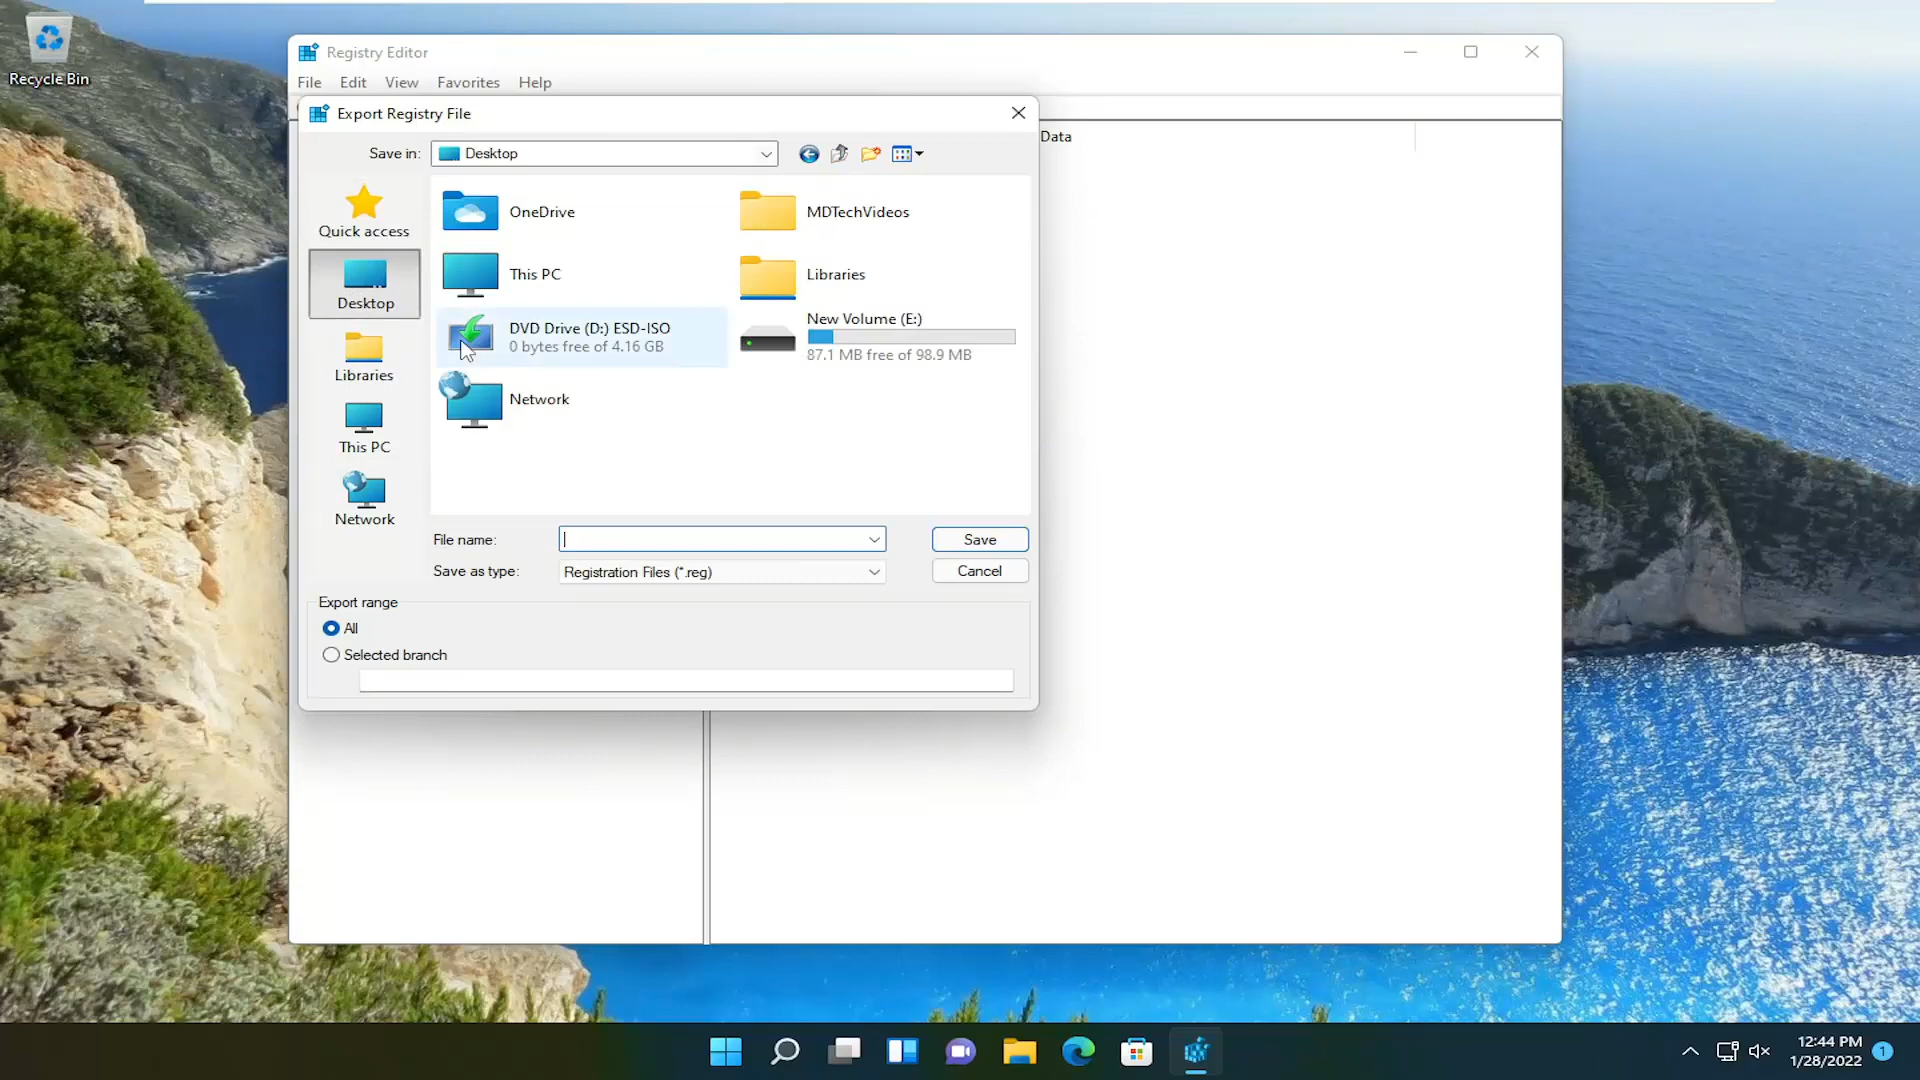 Recycle Bin
Registry Editor
File Edit View Favorites Help
Export Registry File
Data
Save in: Desktop
Quick access
Desktop
Libraries
This PC
Network
OneDrive
MDTechVideos
This PC
Libraries
DVD Drive (D:) ESD-ISO
0 bytes free of 4.16 GB
New Volume (E:)
87.1 MB free of 98.9 MB
Network
File name:
Save
Save as type: Registration Files (*.reg)
Cancel
Export range
All
Selected branch
12:44 PM
1/28/2022
1